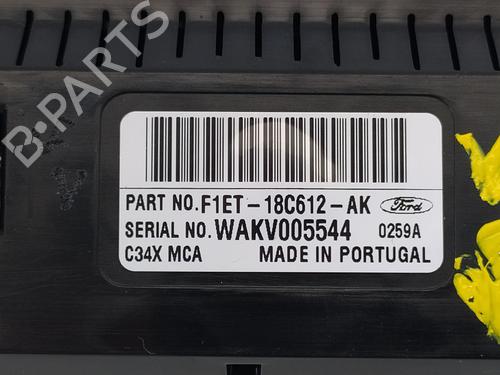 B-PARTS
PART NO. F1ET-18C612-AK Ford
SERIAL NO. WAKV005544 0259A
C34X MCA MADE IN PORTUGAL